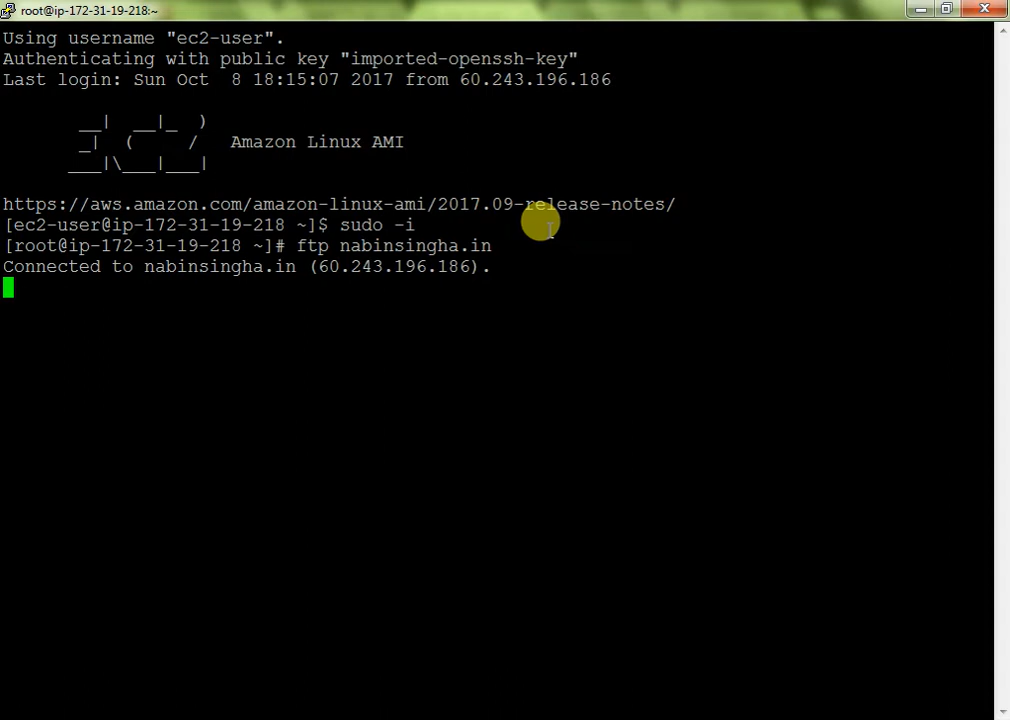 root@ip-172-31-19-218:~
Using username "ec2-user".
Authenticating with public key "imported-openssh-key"
Last login: Sun Oct  8 18:15:07 2017 from 60.243.196.186
       __|  __|_  )
       _|  (     /   Amazon Linux AMI
      ___|\___|___|
https://aws.amazon.com/amazon-linux-ami/2017.09-release-notes/
[ec2-user@ip-172-31-19-218 ~]$ sudo -i
[root@ip-172-31-19-218 ~]# ftp nabinsingha.in
Connected to nabinsingha.in (60.243.196.186).